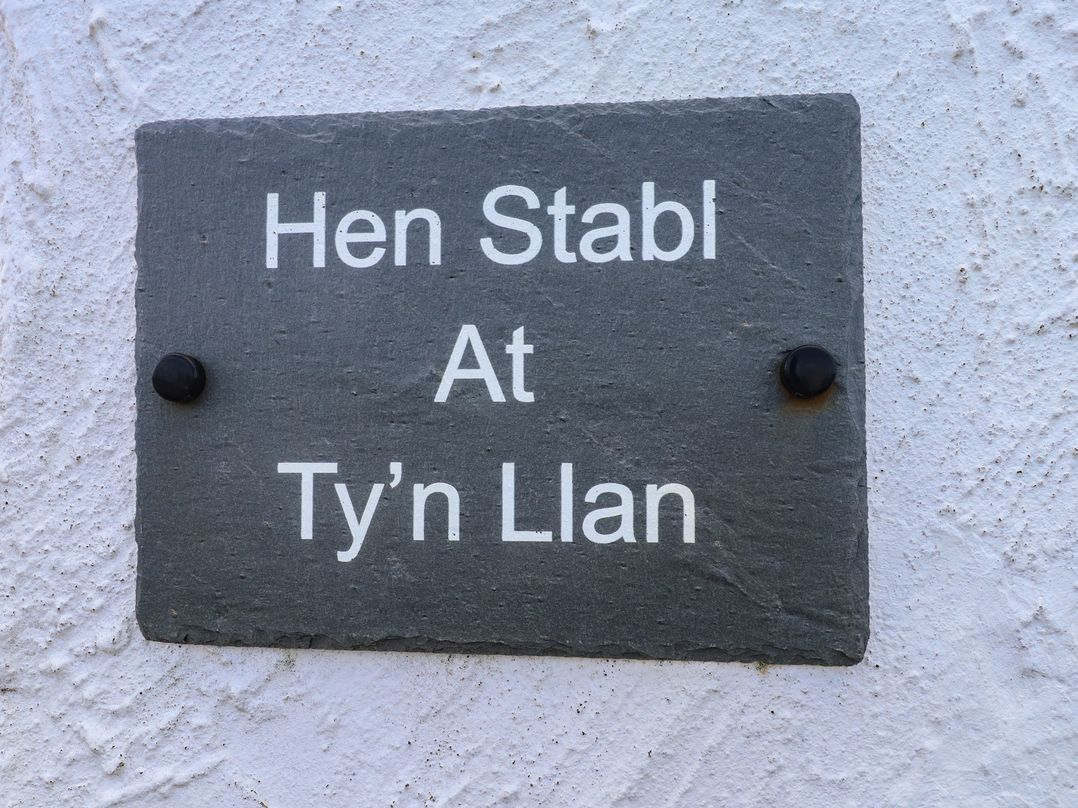 Hen Stabl
At
Ty’n Llan